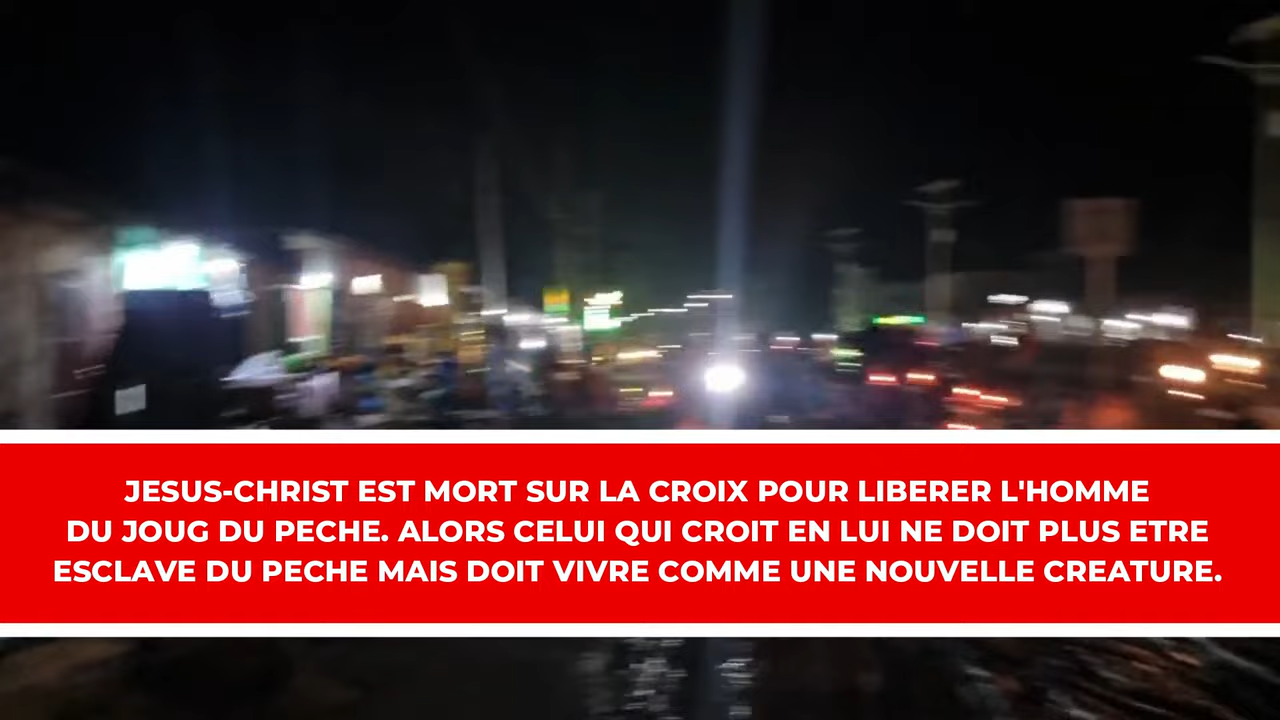 JESUS-CHRIST EST MORT SUR LA CROIX POUR LIBERER L'HOMME
DU JOUG DU PECHE. ALORS CELUI QUI CROIT EN LUI NE DOIT PLUS ETRE
ESCLAVE DU PECHE MAIS DOIT VIVRE COMME UNE NOUVELLE CREATURE.